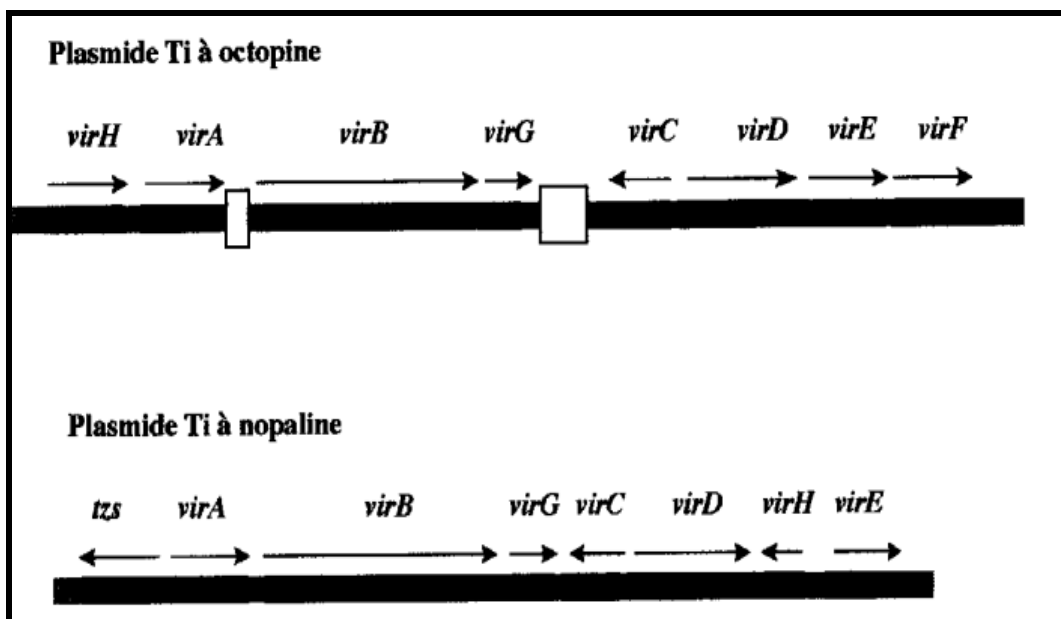 Plasmide Ti à octopine
virH virA virB virG virC virD virE virF
Plasmide Ti à nopaline
tzs virA virB virG virC virD virH virE